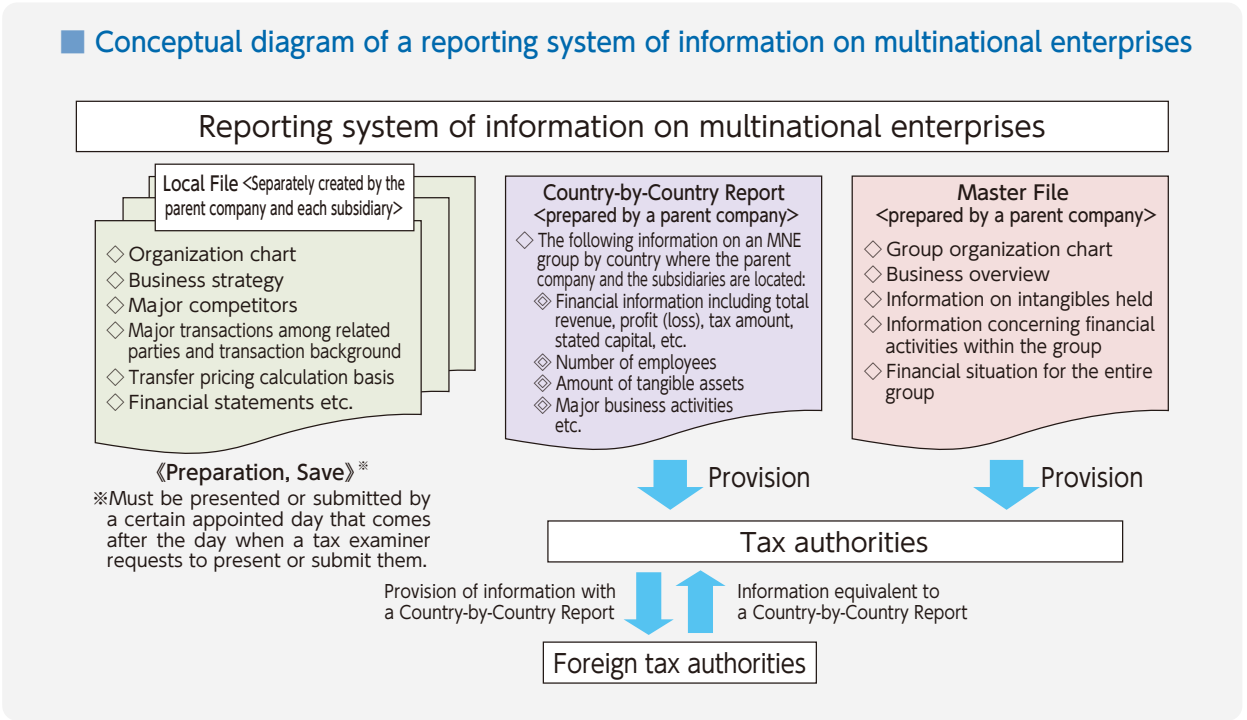 ■ Conceptual diagram of a reporting system of information on multinational enterprises
Reporting system of information on multinational enterprises
Local File <Separately created by the
parent company and each subsidiary>
◇ Organization chart
◇ Business strategy
◇ Major competitors
◇ Major transactions among related
parties and transaction background
◇ Transfer pricing calculation basis
◇ Financial statements etc.
《Preparation, Save》※
※Must be presented or submitted by
a certain appointed day that comes
after the day when a tax examiner
requests to present or submit them.
Country-by-Country Report
<prepared by a parent company>
◇ The following information on an MNE
group by country where the parent
company and the subsidiaries are located:
◈ Financial information including total
revenue, profit (loss), tax amount,
stated capital, etc.
◈ Number of employees
◈ Amount of tangible assets
◈ Major business activities
etc.
Master File
<prepared by a parent company>
◇ Group organization chart
◇ Business overview
◇ Information on intangibles held
◇ Information concerning financial
activities within the group
◇ Financial situation for the entire
group
Provision
Provision
Tax authorities
Provision of information with
a Country-by-Country Report
Information equivalent to
a Country-by-Country Report
Foreign tax authorities